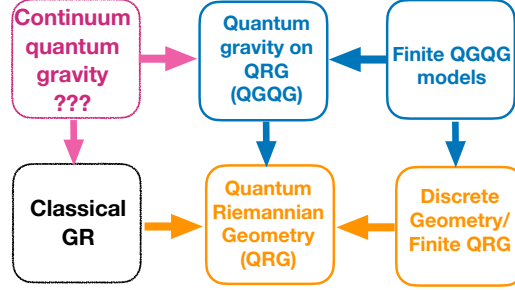 Continuum
quantum
gravity
???
Quantum
gravity on
QRG
(QGQG)
Finite QGQG
models
Classical
GR
Quantum
Riemannian
Geometry
(QRG)
Discrete
Geometry/
Finite QRG